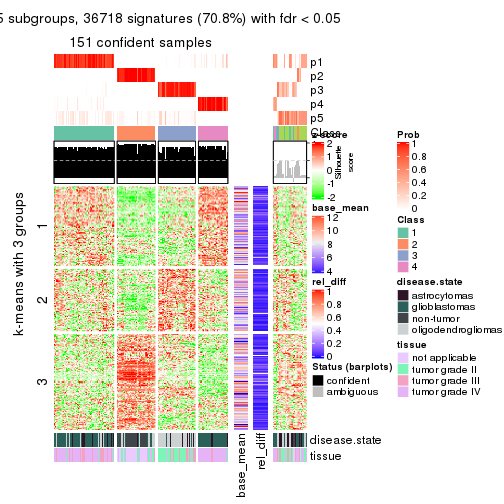 5 subgroups, 36718 signatures (70.8%) with fdr < 0.05
151 confident samples
p1
p2
p3
p4
p5
Class
k-means with 3 groups
1
2
3
z-score
2
1
0
-1
-2
Silhouette
score
base_mean
12
10
8
6
4
rel_diff
1
0.8
0.6
0.4
0.2
0
Status (barplots)
confident
ambiguous
Prob
1
0.8
0.6
0.4
0.2
0
Class
1
2
3
4
disease.state
astrocytomas
glioblastomas
non-tumor
oligodendrogliomas
tissue
not applicable
tumor grade II
tumor grade III
tumor grade IV
disease.state
tissue
base_mean
rel_diff